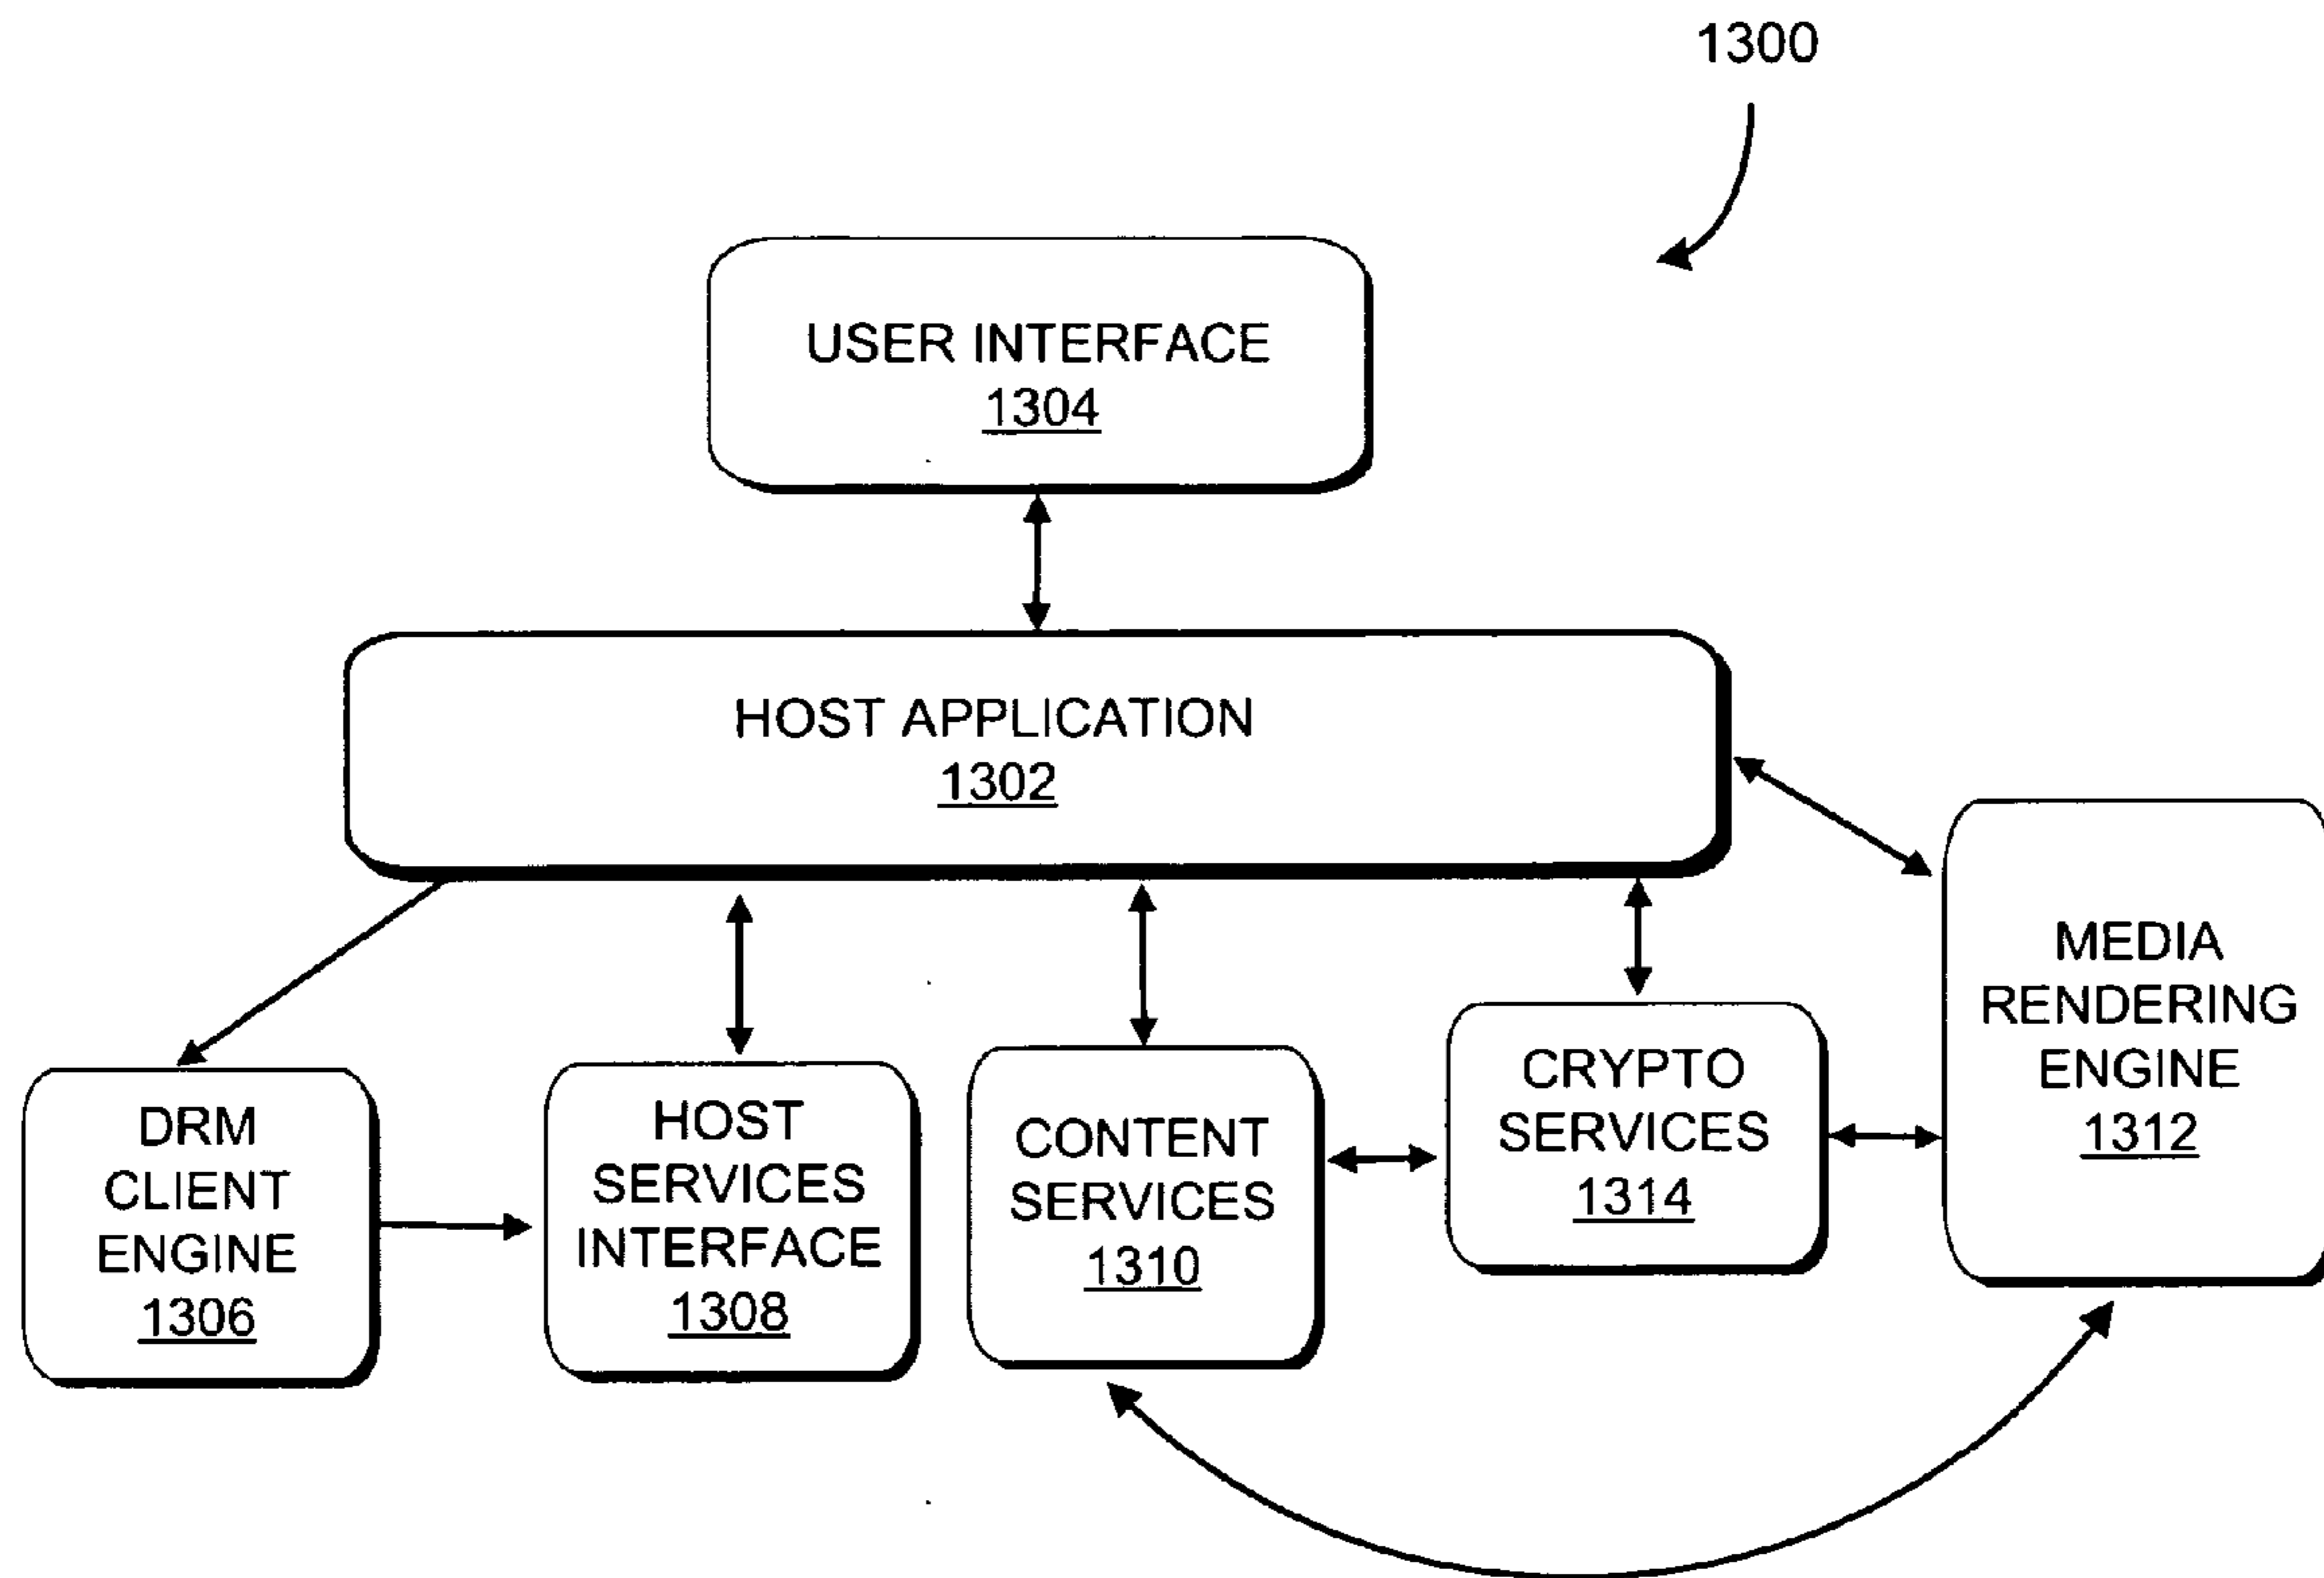 1300
USER INTERFACE
1304
HOST APPLICATION
1302
DRM
CLIENT
ENGINE
1306
HOST
SERVICES
INTERFACE
1308
CONTENT
SERVICES
1310
CRYPTO
SERVICES
1314
MEDIA
RENDERING
ENGINE
1312